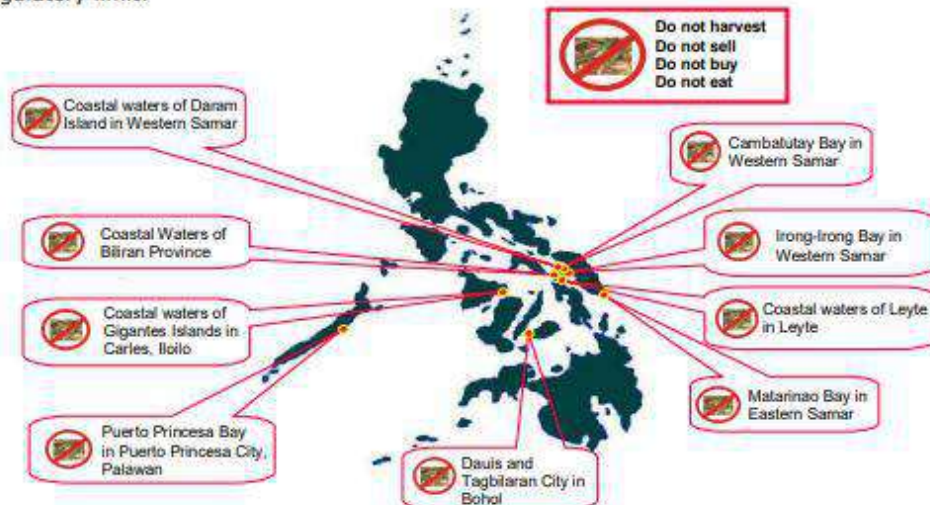 Do not harvest
Do not sell
Do not buy
Do not eat
Coastal waters of Daram
Island in Western Samar
Cambatutay Bay in
Western Samar
Coastal Waters of
Biliran Province
Irong-Irong Bay in
Western Samar
Coastal waters of
Gigantes Islands in
Carles, Iloilo
Coastal waters of Leyte
in Leyte
Matarinao Bay in
Eastern Samar
Puerto Princesa Bay
in Puerto Princesa City,
Palawan
Dauis and
Tagbilaran City in
Bohol